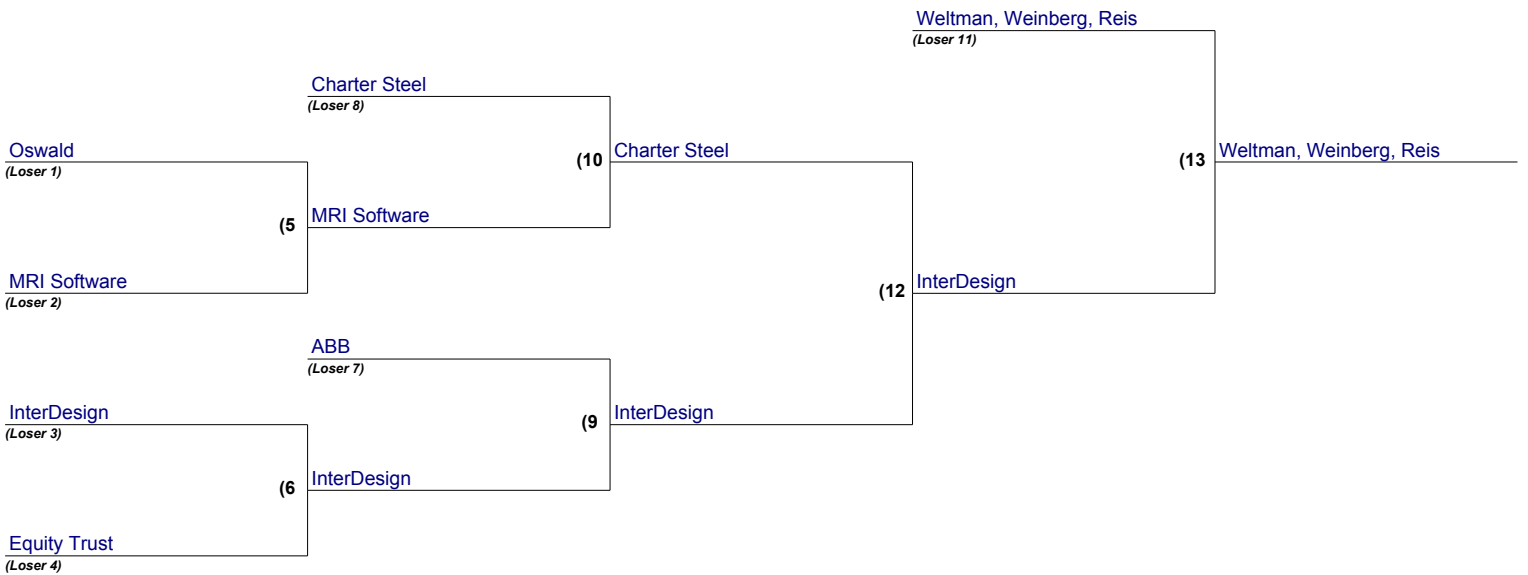 Weltman, Weinberg, Reis
(Loser 11)
Charter Steel
(Loser 8)
Oswald
(Loser 1)
(10
Charter Steel
(13
Weltman, Weinberg, Reis
(5
MRI Software
MRI Software
(Loser 2)
(12
InterDesign
ABB
(Loser 7)
InterDesign
(Loser 3)
(9
InterDesign
(6
InterDesign
Equity Trust
(Loser 4)